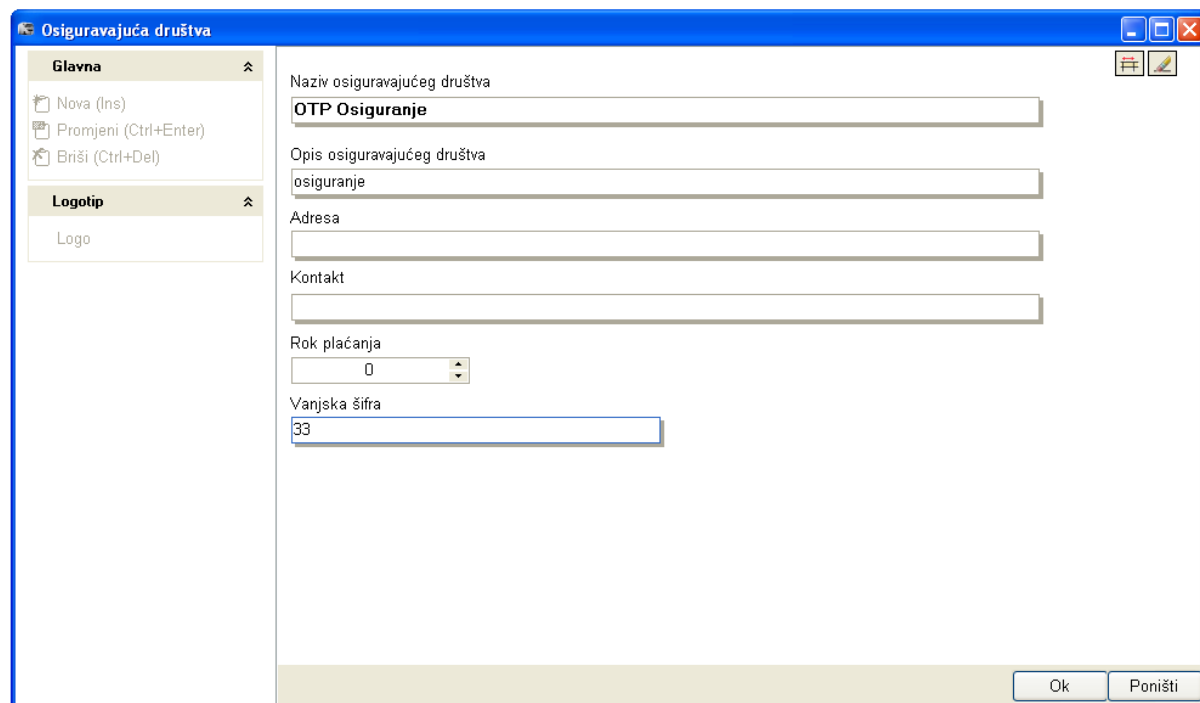 Osiguravajuća društva
Glavna
Nova (Ins)
Promjeni (Ctrl+Enter)
Briši (Ctrl+Del)
Logotip
Logo
Naziv osiguravajućeg društva
OTP Osiguranje
Opis osiguravajućeg društva
osiguranje
Adresa
Kontakt
Rok plaćanja
0
Vanjska šifra
33
Ok
Poništi